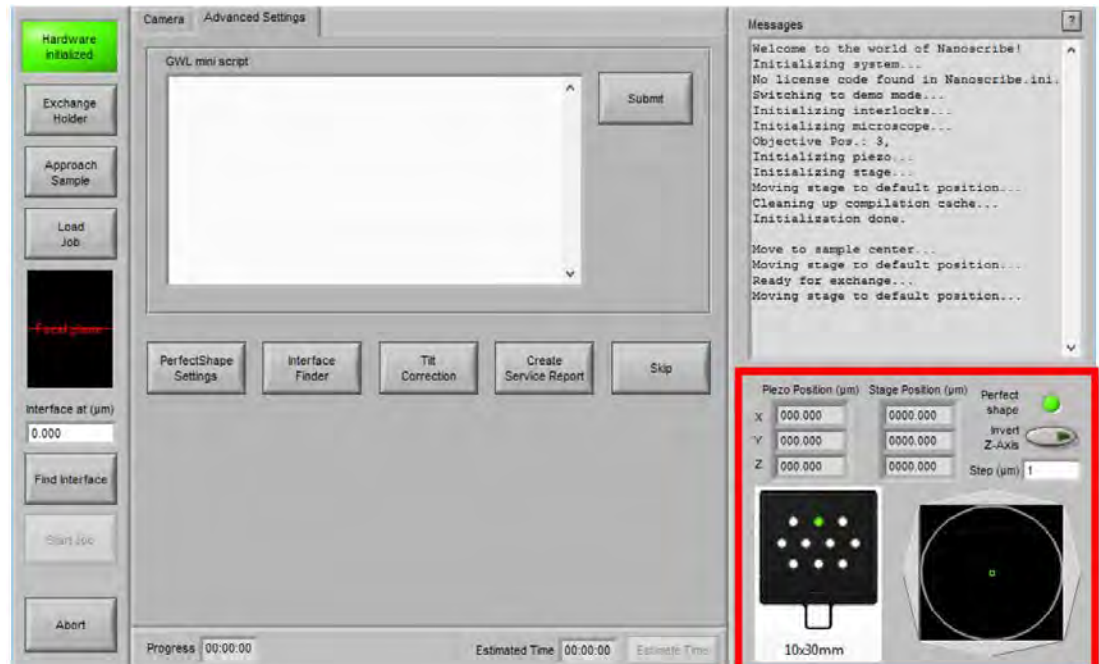 Hardware
initialized
Exchange
Holder
Approach
Sample
Load
Job
Focal plane
Interface at (µm)
0.000
Find Interface
Start Job
Abort
Camera
Advanced Settings
GWL mini script
Submit
PerfectShape
Settings
Interface
Finder
Tilt
Correction
Create
Service Report
Skip
Progress 00:00:00
Estimated Time 00:00:00
Estimate Time
Messages
?
Welcome to the world of Nanoscribe!
Initializing system...
No license code found in Nanoscribe.ini.
Switching to demo mode...
Initializing interlocks...
Initializing microscope...
Objective Pos.: 3,
Initializing piezo...
Initializing stage...
Moving stage to default position...
Cleaning up compilation cache...
Initialization done.
Move to sample center...
Moving stage to default position...
Ready for exchange...
Moving stage to default position...
Piezo Position (µm) Stage Position (µm)
X 000.000 0000.000
Y 000.000 0000.000
Z 000.000 0000.000
Perfect
shape
Invert
Z-Axis
Step (µm) 1
10x30mm